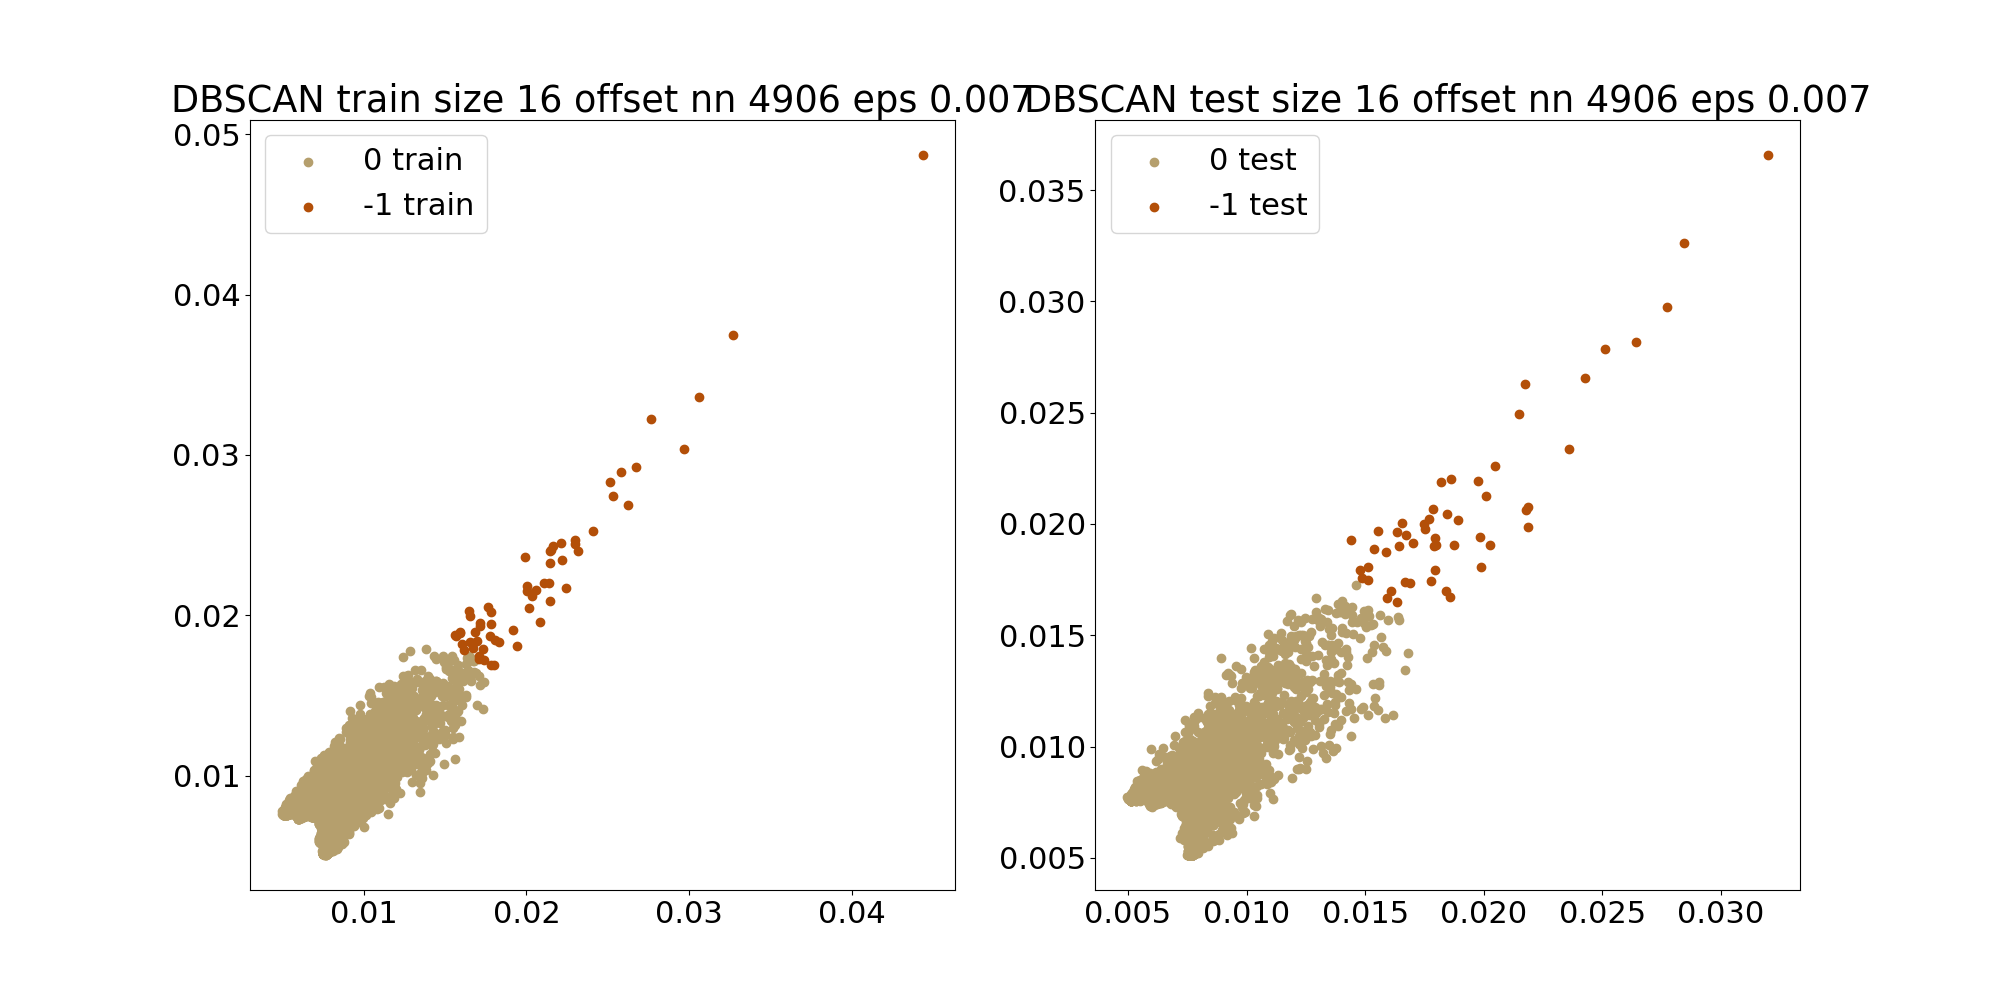 DBSCAN train size 16 offset nn 4906 eps 0.007
0.05
0.04
0.03
0.02
0.01
0 train
-1 train
0.01 0.02 0.03 0.04
DBSCAN test size 16 offset nn 4906 eps 0.007
0.035
0.030
0.025
0.020
0.015
0.010
0.005
0 test
-1 test
0.005 0.010 0.015 0.020 0.025 0.030